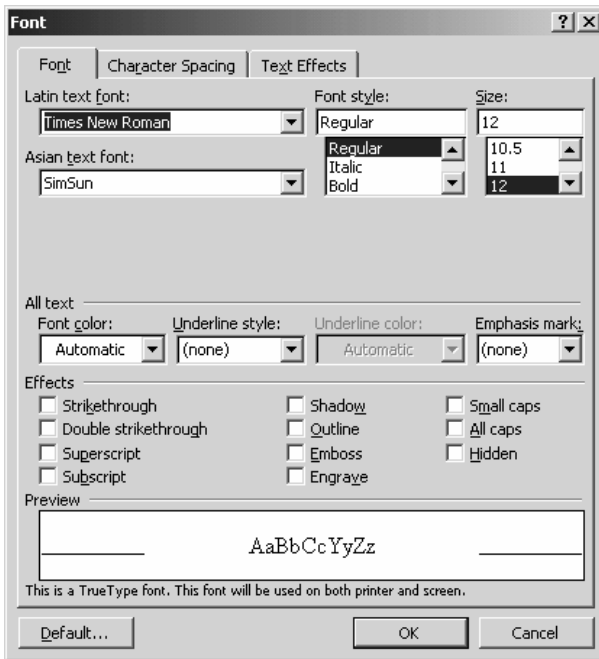 Font
Font Character Spacing Text Effects
Latin text font: Font style: Size:
Times New Roman Regular 12
Regular 10.5
Asian text font: Italic 11
SimSun Bold 12
All text
Font color: Underline style: Underline color: Emphasis mark:
Automatic (none) Automatic (none)
Effects
Strikethrough Shadow Small caps
Double strikethrough Outline All caps
Superscript Emboss Hidden
Subscript Engrave
Preview
AaBbCcYyZz
This is a TrueType font. This font will be used on both printer and screen.
Default... OK Cancel